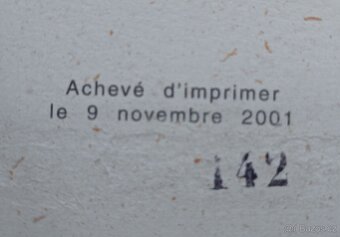 Achevé d'imprimer
le 9 novembre 2001
142